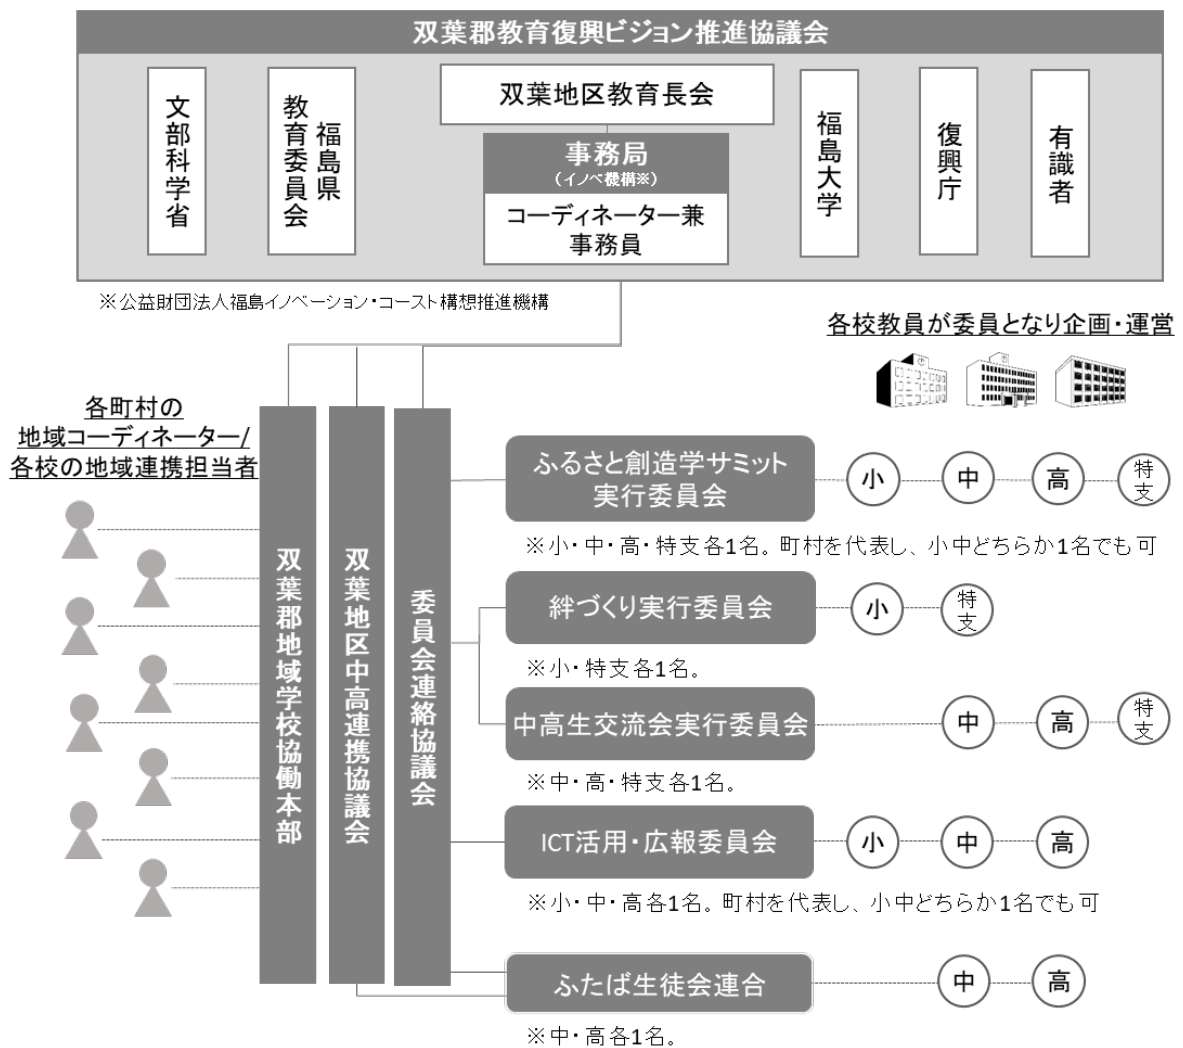 双葉郡教育復興ビジョン推進協議会
文部科学省
福島県
教育委員会
双葉地区教育長会
事務局
(イノベ機構※)
コーディネーター兼
事務員
福島大学
復興庁
有識者
※公益財団法人福島イノベーション・コースト構想推進機構
各校教員が委員となり企画・運営
各町村の
地域コーディネーター/
各校の地域連携担当者
双葉郡地域学校協働本部
双葉地区中高連携協議会
委員会連絡協議会
ふるさと創造学サミット
実行委員会
小
中
高
特支
※小・中・高・特支各1名。町村を代表し、小中どちらか1名でも可
絆づくり実行委員会
小
特支
※小・特支各1名。
中高生交流会実行委員会
中
高
特支
※中・高・特支各1名。
ICT活用・広報委員会
小
中
高
※小・中・高各1名。町村を代表し、小中どちらか1名でも可
ふたば生徒会連合
中
高
※中・高各1名。